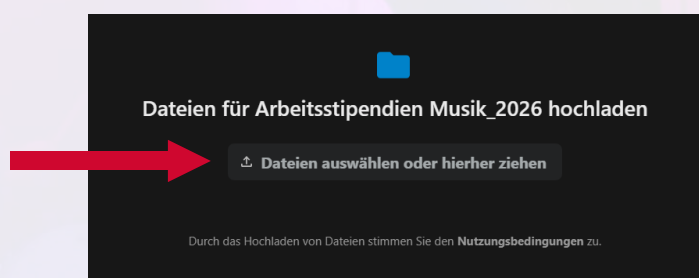 Dateien für Arbeitsstipendien Musik_2026 hochladen
Dateien auswählen oder hierher ziehen
Durch das Hochladen von Dateien stimmen Sie den Nutzungsbedingungen zu.